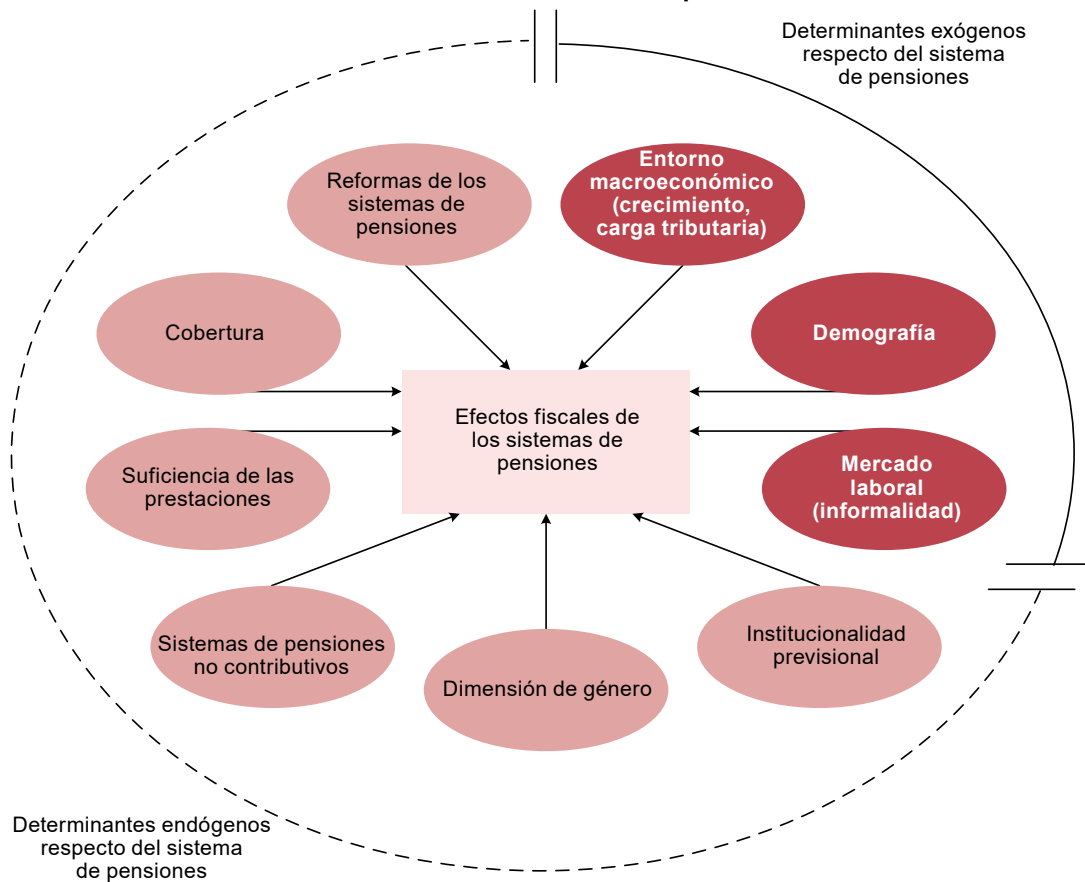 Determinantes exógenos
respecto del sistema
de pensiones
Reformas de los
sistemas de
pensiones
Entorno
macroeconómico
(crecimiento,
carga tributaria)
Cobertura
Demografía
Efectos fiscales de
los sistemas de
pensiones
Suficiencia de las
prestaciones
Mercado
laboral
(informalidad)
Sistemas de pensiones
no contributivos
Dimensión de género
Institucionalidad
previsional
Determinantes endógenos
respecto del sistema
de pensiones